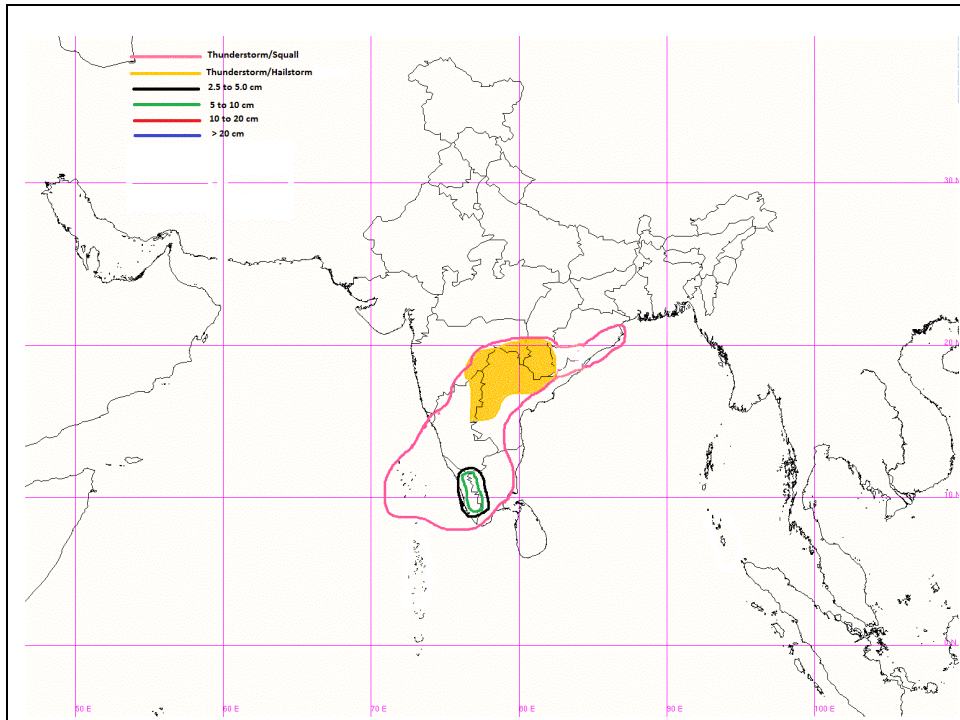 Thunderstorm/Squall
Thunderstorm/Hailstorm
2.5 to 5.0 cm
5 to 10 cm
10 to 20 cm
> 20 cm
30 N
20 N
10 N
0 N
50 E
60 E
70 E
80 E
90 E
100 E